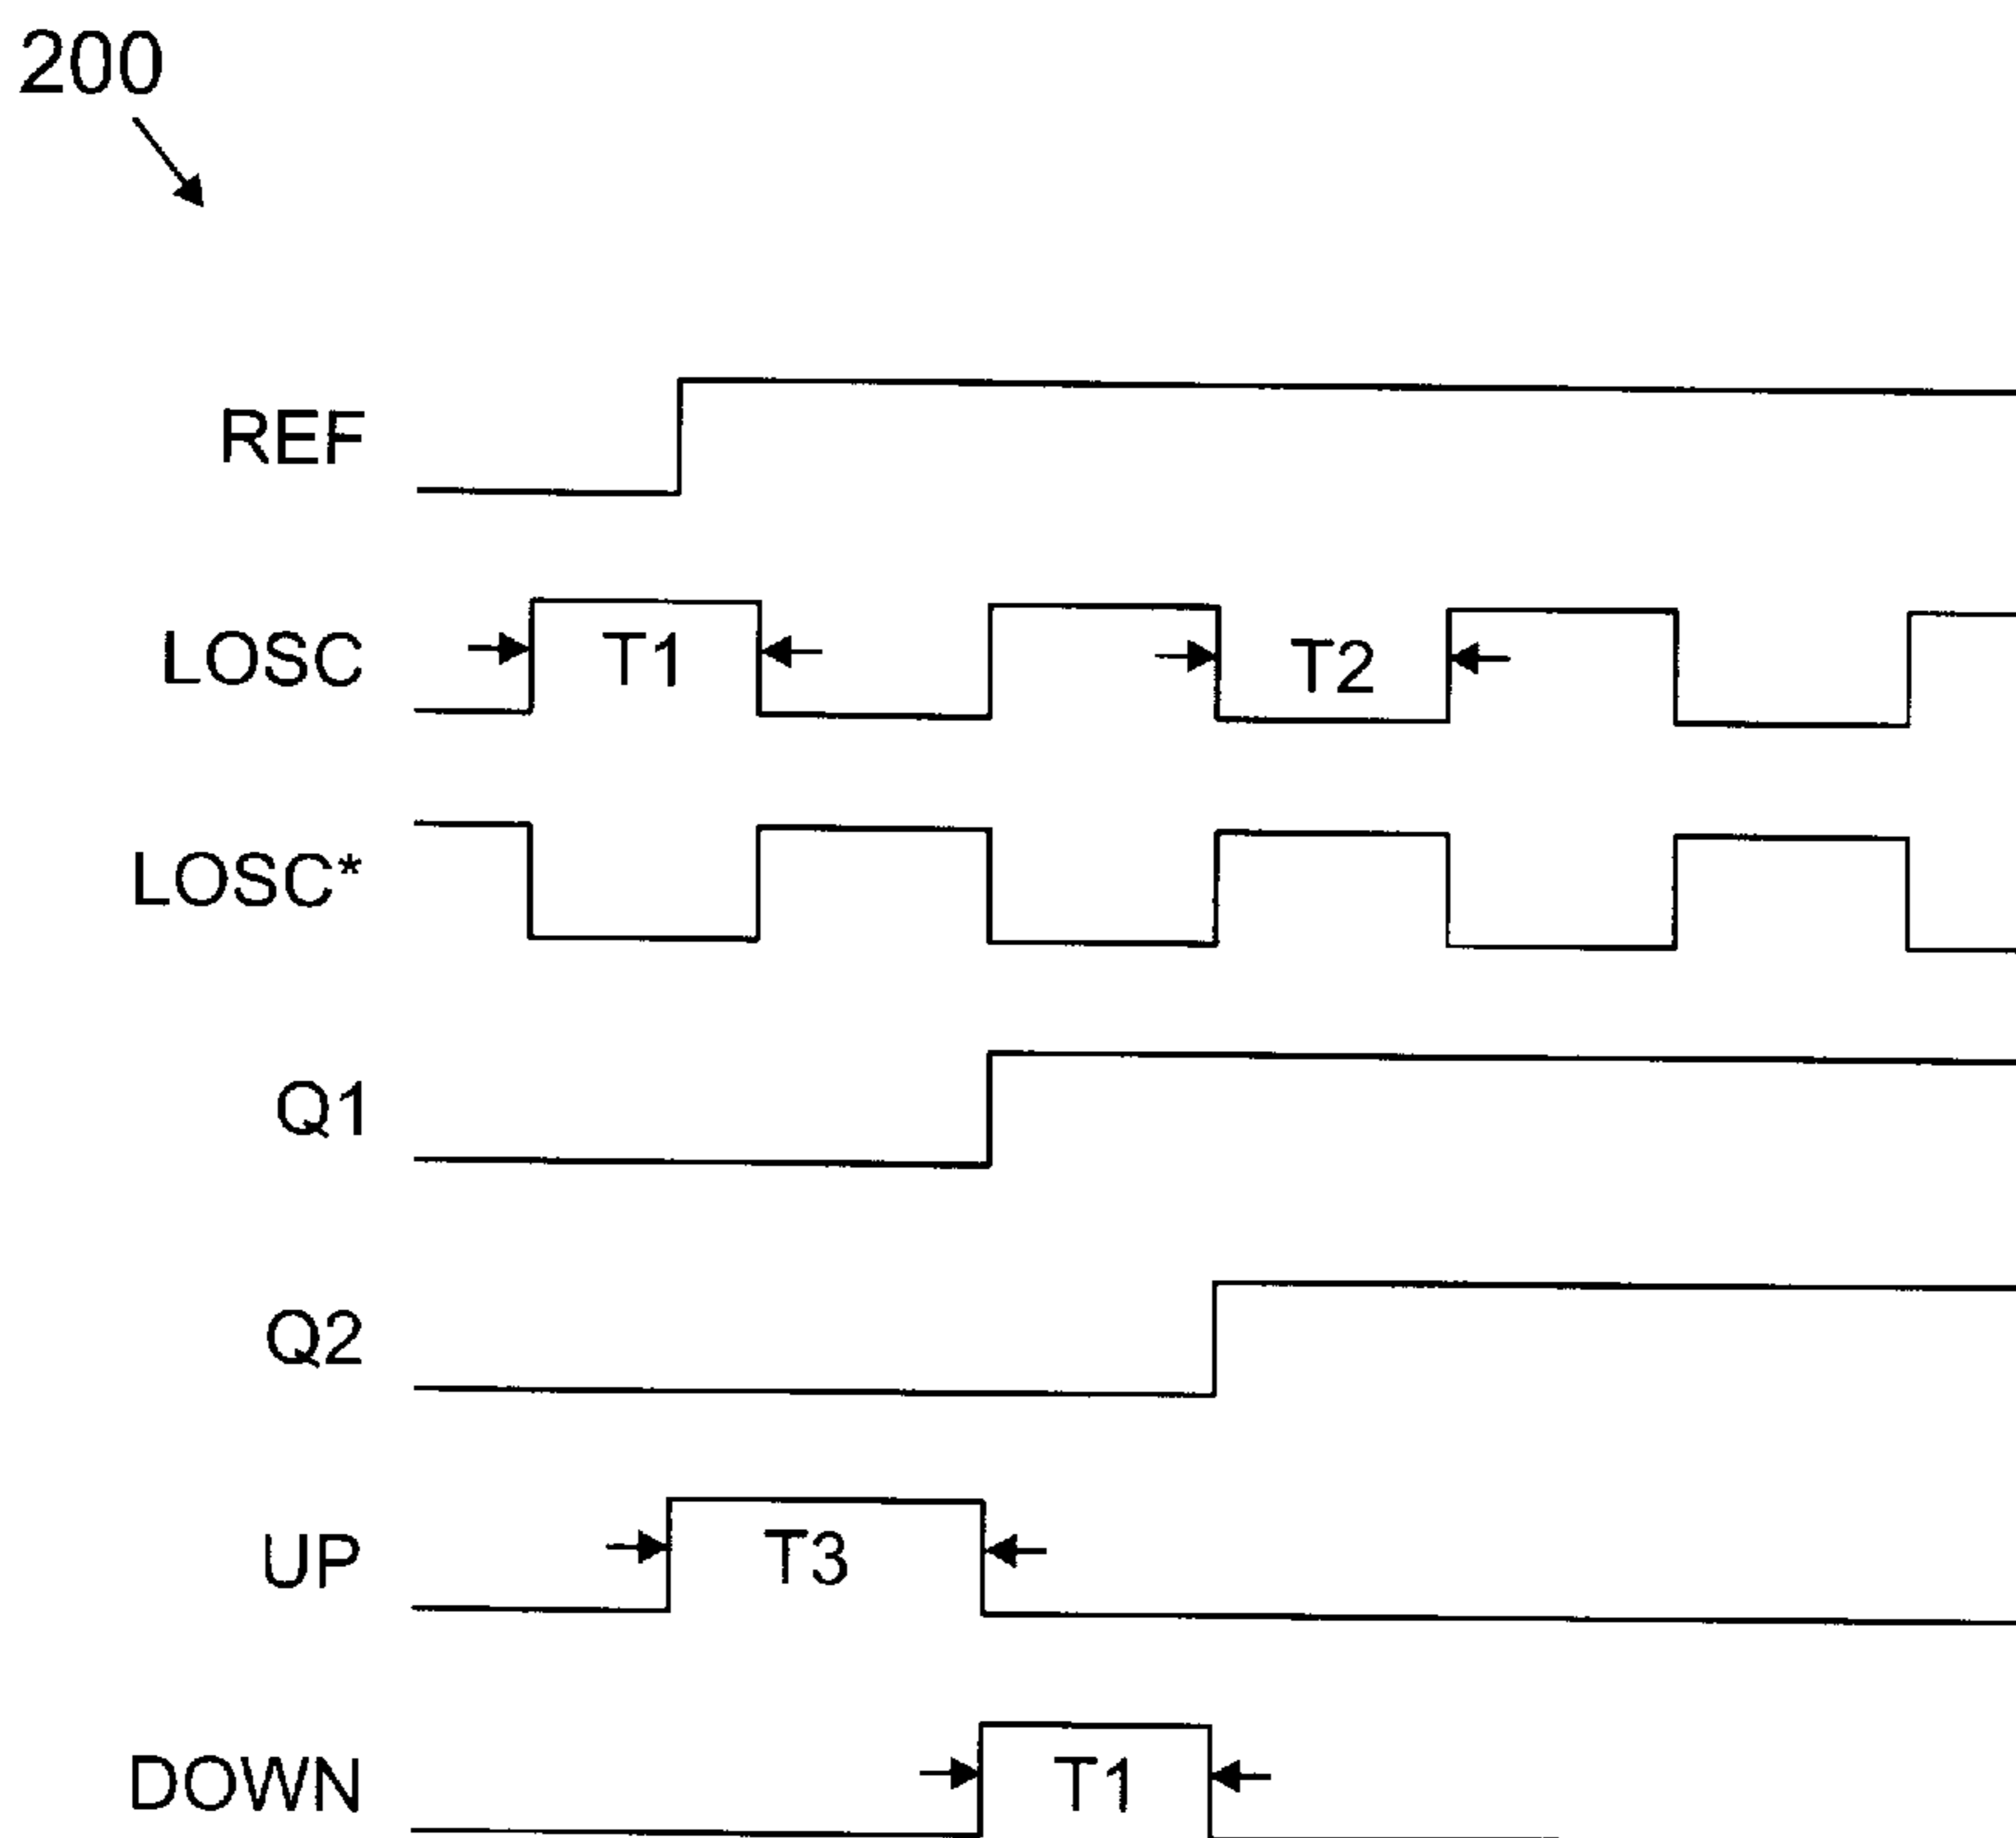 200
REF
LOSC T1 T2
LOSC*
Q1
Q2
UP T3
DOWN T1